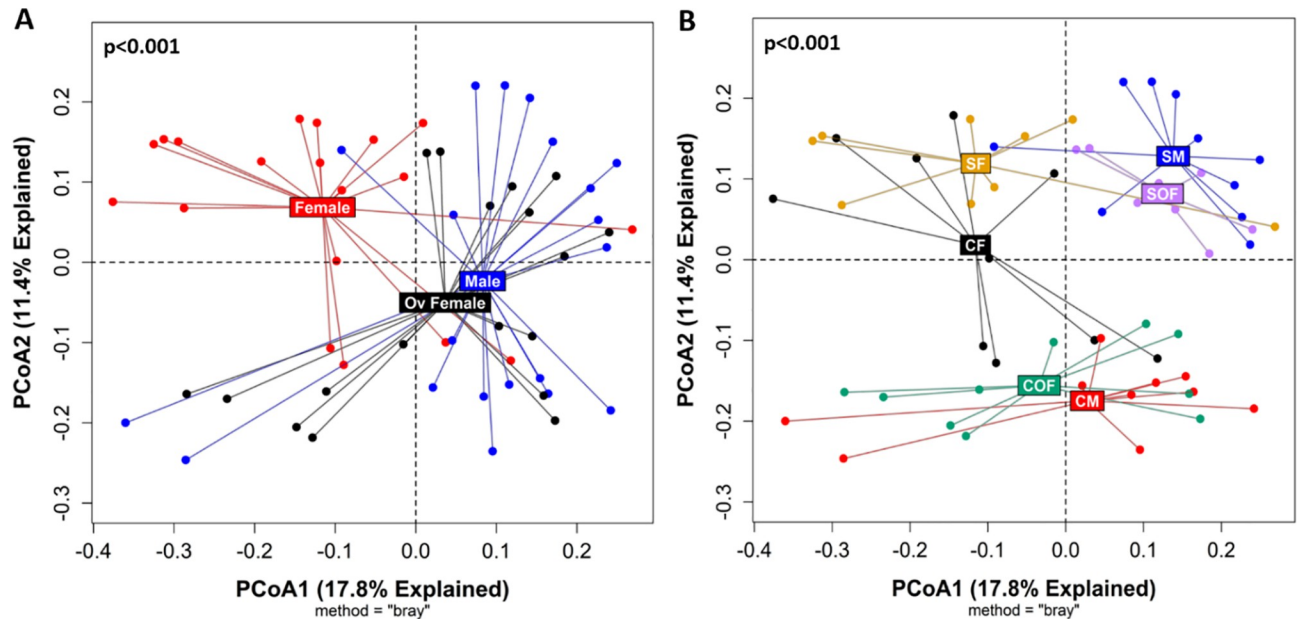 A
p<0.001
0.2
0.1
0.0
-0.1
-0.2
-0.3
PCoA2 (11.4% Explained)
Female
Male
Ov Female
-0.4 -0.3 -0.2 -0.1 0.0 0.1 0.2
PCoA1 (17.8% Explained)
method = "bray"
B
p<0.001
0.2
0.1
0.0
-0.1
-0.2
-0.3
PCoA2 (11.4% Explained)
SF
SM
SOF
CF
COF
CM
-0.4 -0.3 -0.2 -0.1 0.0 0.1 0.2
PCoA1 (17.8% Explained)
method = "bray"